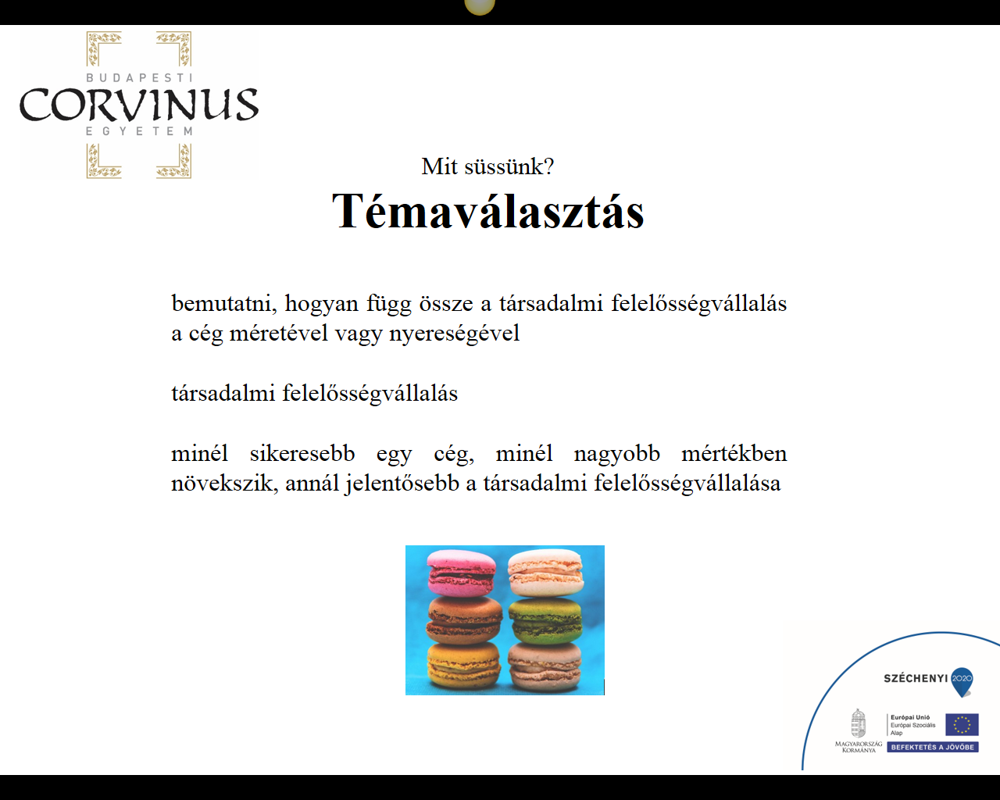 BUDAPESTI
CORVINUS
EGYETEM
Mit süssünk?
Témaválasztás
bemutatni, hogyan függ össze a társadalmi felelősségvállalás
a cég méretével vagy nyereségével
társadalmi felelősségvállalás
minél sikeresebb egy cég, minél nagyobb mértékben
növekszik, annál jelentősebb a társadalmi felelősségvállalása
SZÉCHENYI 2020
MAGYARORSZÁG
KORMÁNYA
Európai Unió
Európai Szociális
Alap
BEFEKTETÉS A JÖVŐBE